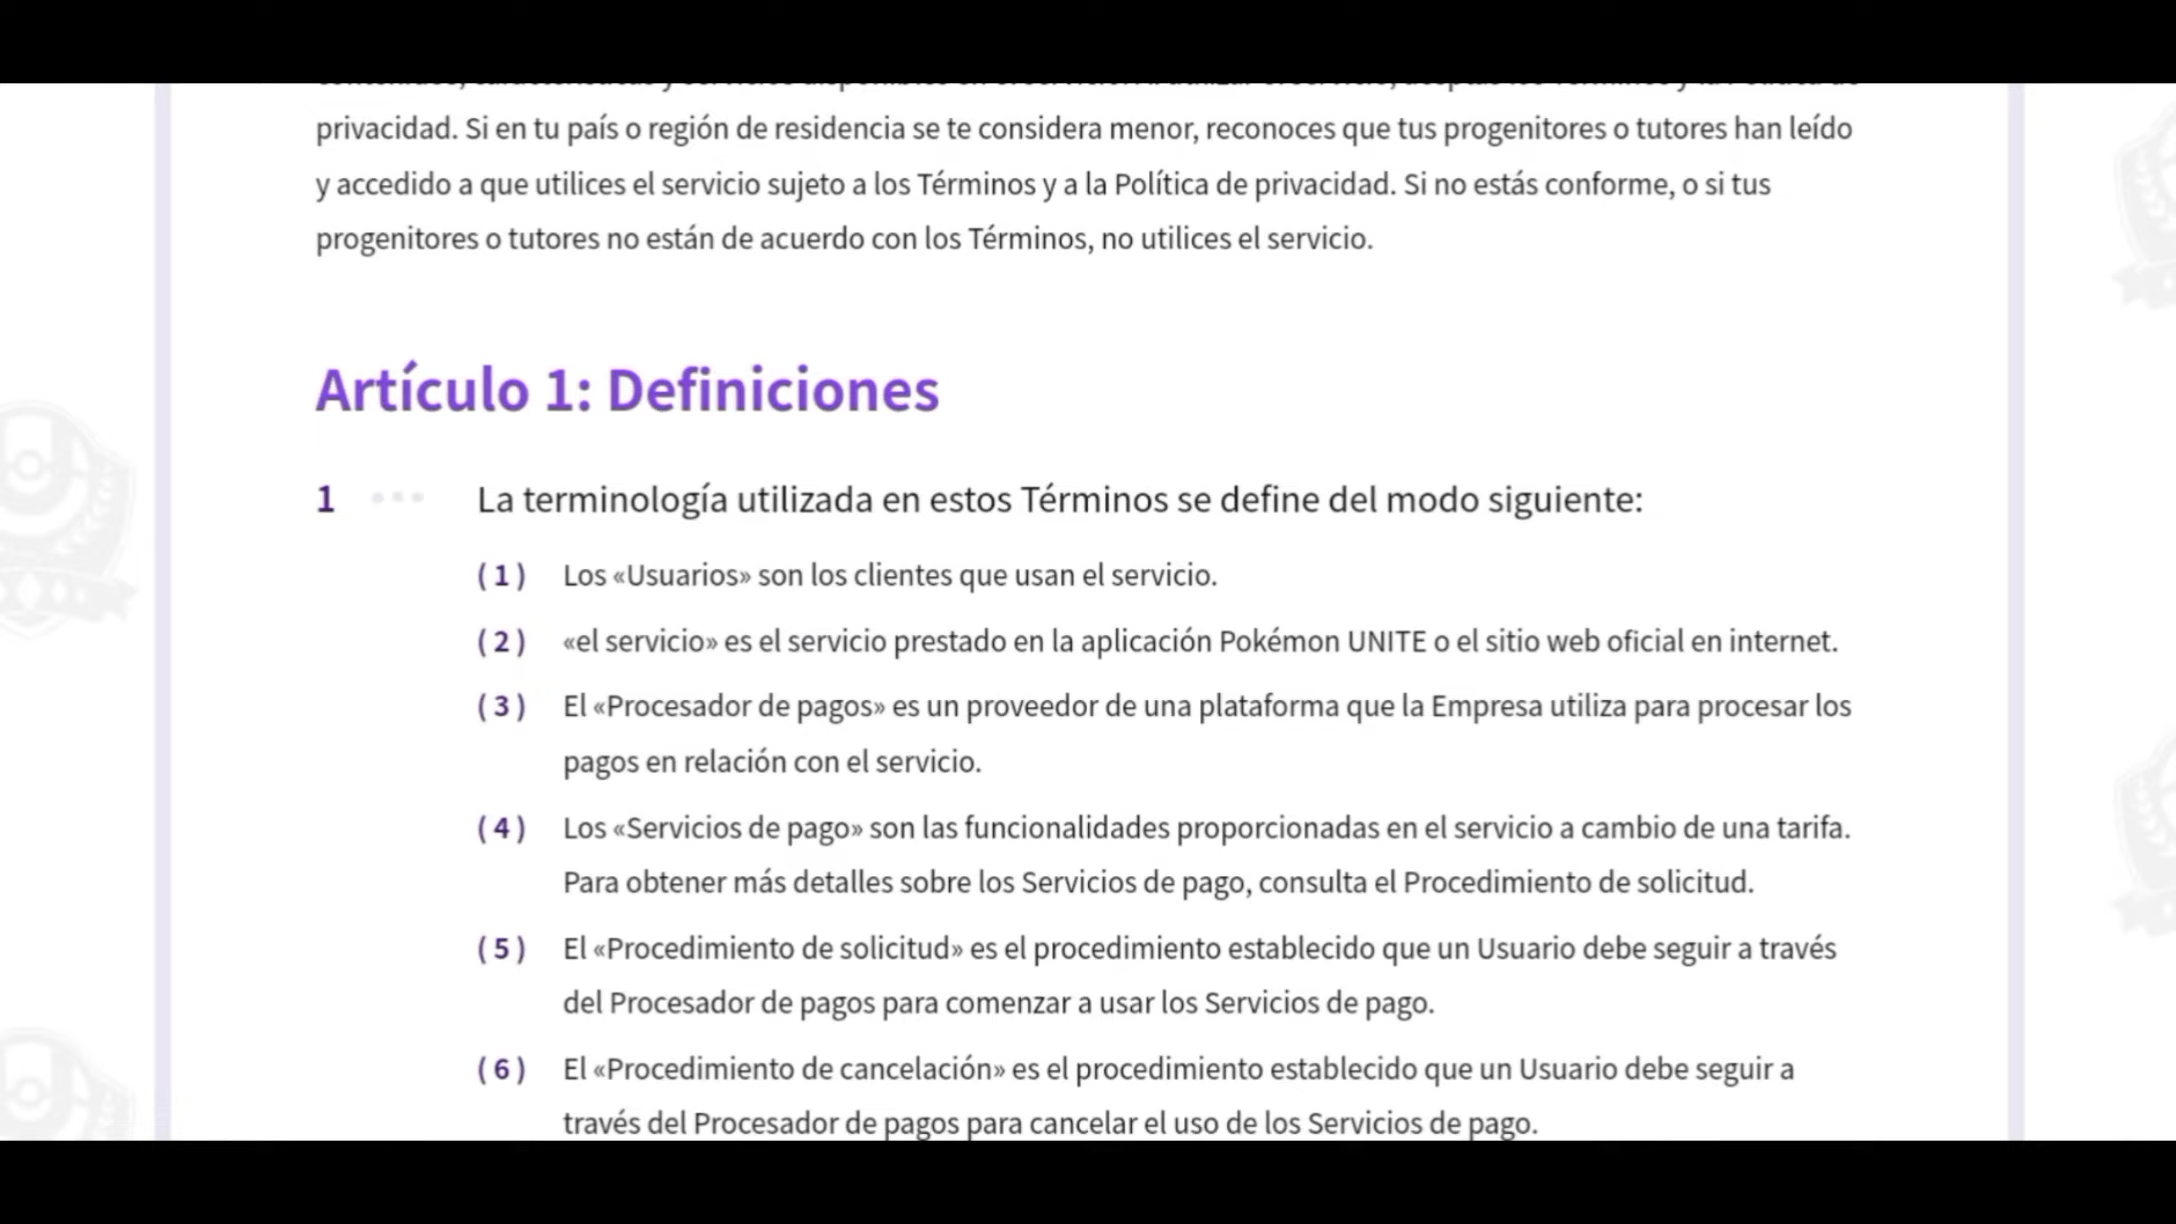 privacidad. Si en tu país o región de residencia se te considera menor, reconoces que tus progenitores o tutores han leído
y accedido a que utilices el servicio sujeto a los Términos y a la Política de privacidad. Si no estás conforme, o si tus
progenitores o tutores no están de acuerdo con los Términos, no utilices el servicio.
Artículo 1: Definiciones
1 ••• La terminología utilizada en estos Términos se define del modo siguiente:
(1) Los «Usuarios» son los clientes que usan el servicio.
(2) «el servicio» es el servicio prestado en la aplicación Pokémon UNITE o el sitio web oficial en internet.
(3) El «Procesador de pagos» es un proveedor de una plataforma que la Empresa utiliza para procesar los
pagos en relación con el servicio.
(4) Los «Servicios de pago» son las funcionalidades proporcionadas en el servicio a cambio de una tarifa.
Para obtener más detalles sobre los Servicios de pago, consulta el Procedimiento de solicitud.
(5) El «Procedimiento de solicitud» es el procedimiento establecido que un Usuario debe seguir a través
del Procesador de pagos para comenzar a usar los Servicios de pago.
(6) El «Procedimiento de cancelación» es el procedimiento establecido que un Usuario debe seguir a
través del Procesador de pagos para cancelar el uso de los Servicios de pago.